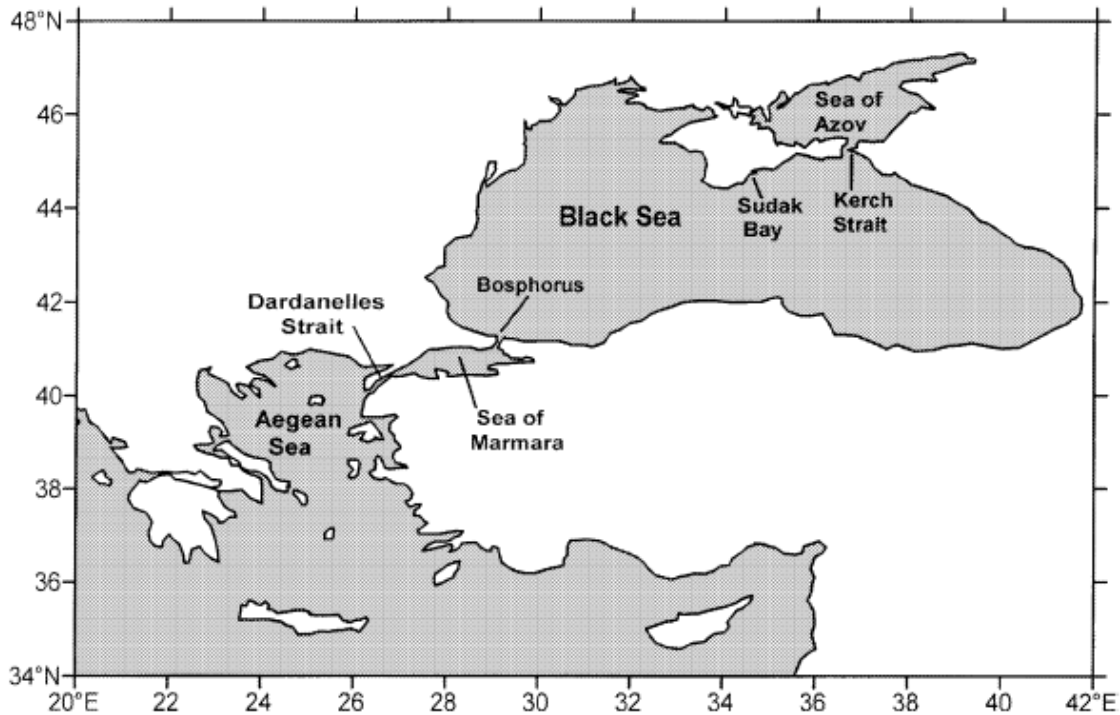 48°N
46
44
42
40
38
36
34°N
20°E
22
24
26
28
30
32
34
36
38
40
42°E
Sea of
Azov
Black Sea
Sudak
Bay
Kerch
Strait
Bosphorus
Dardanelles
Strait
Sea of
Marmara
Aegean
Sea